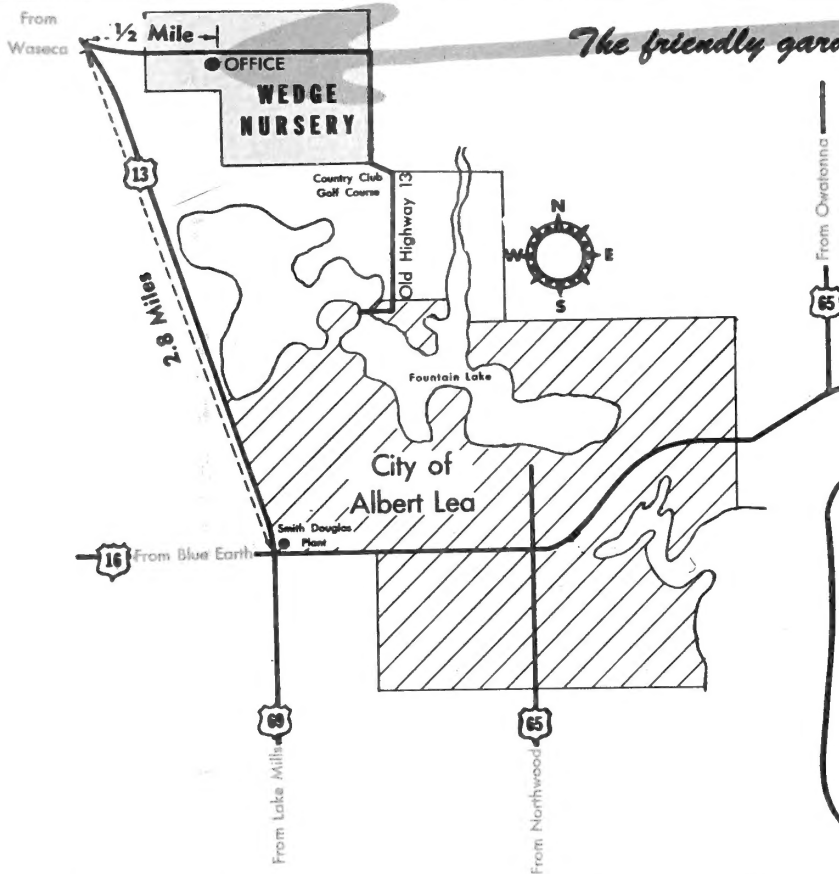 From
Waseca
½ Mile
The friendly
OFFICE
WEDGE
NURSERY
13
Country Club
Golf Course
Old Highway 13
N
W E
S
From Owatonna
65
2.8 Miles
Fountain Lake
City of
Albert Lea
Smith Douglas
Plant
16 From Blue Earth
69
65
From Lake Mills
From Northwood